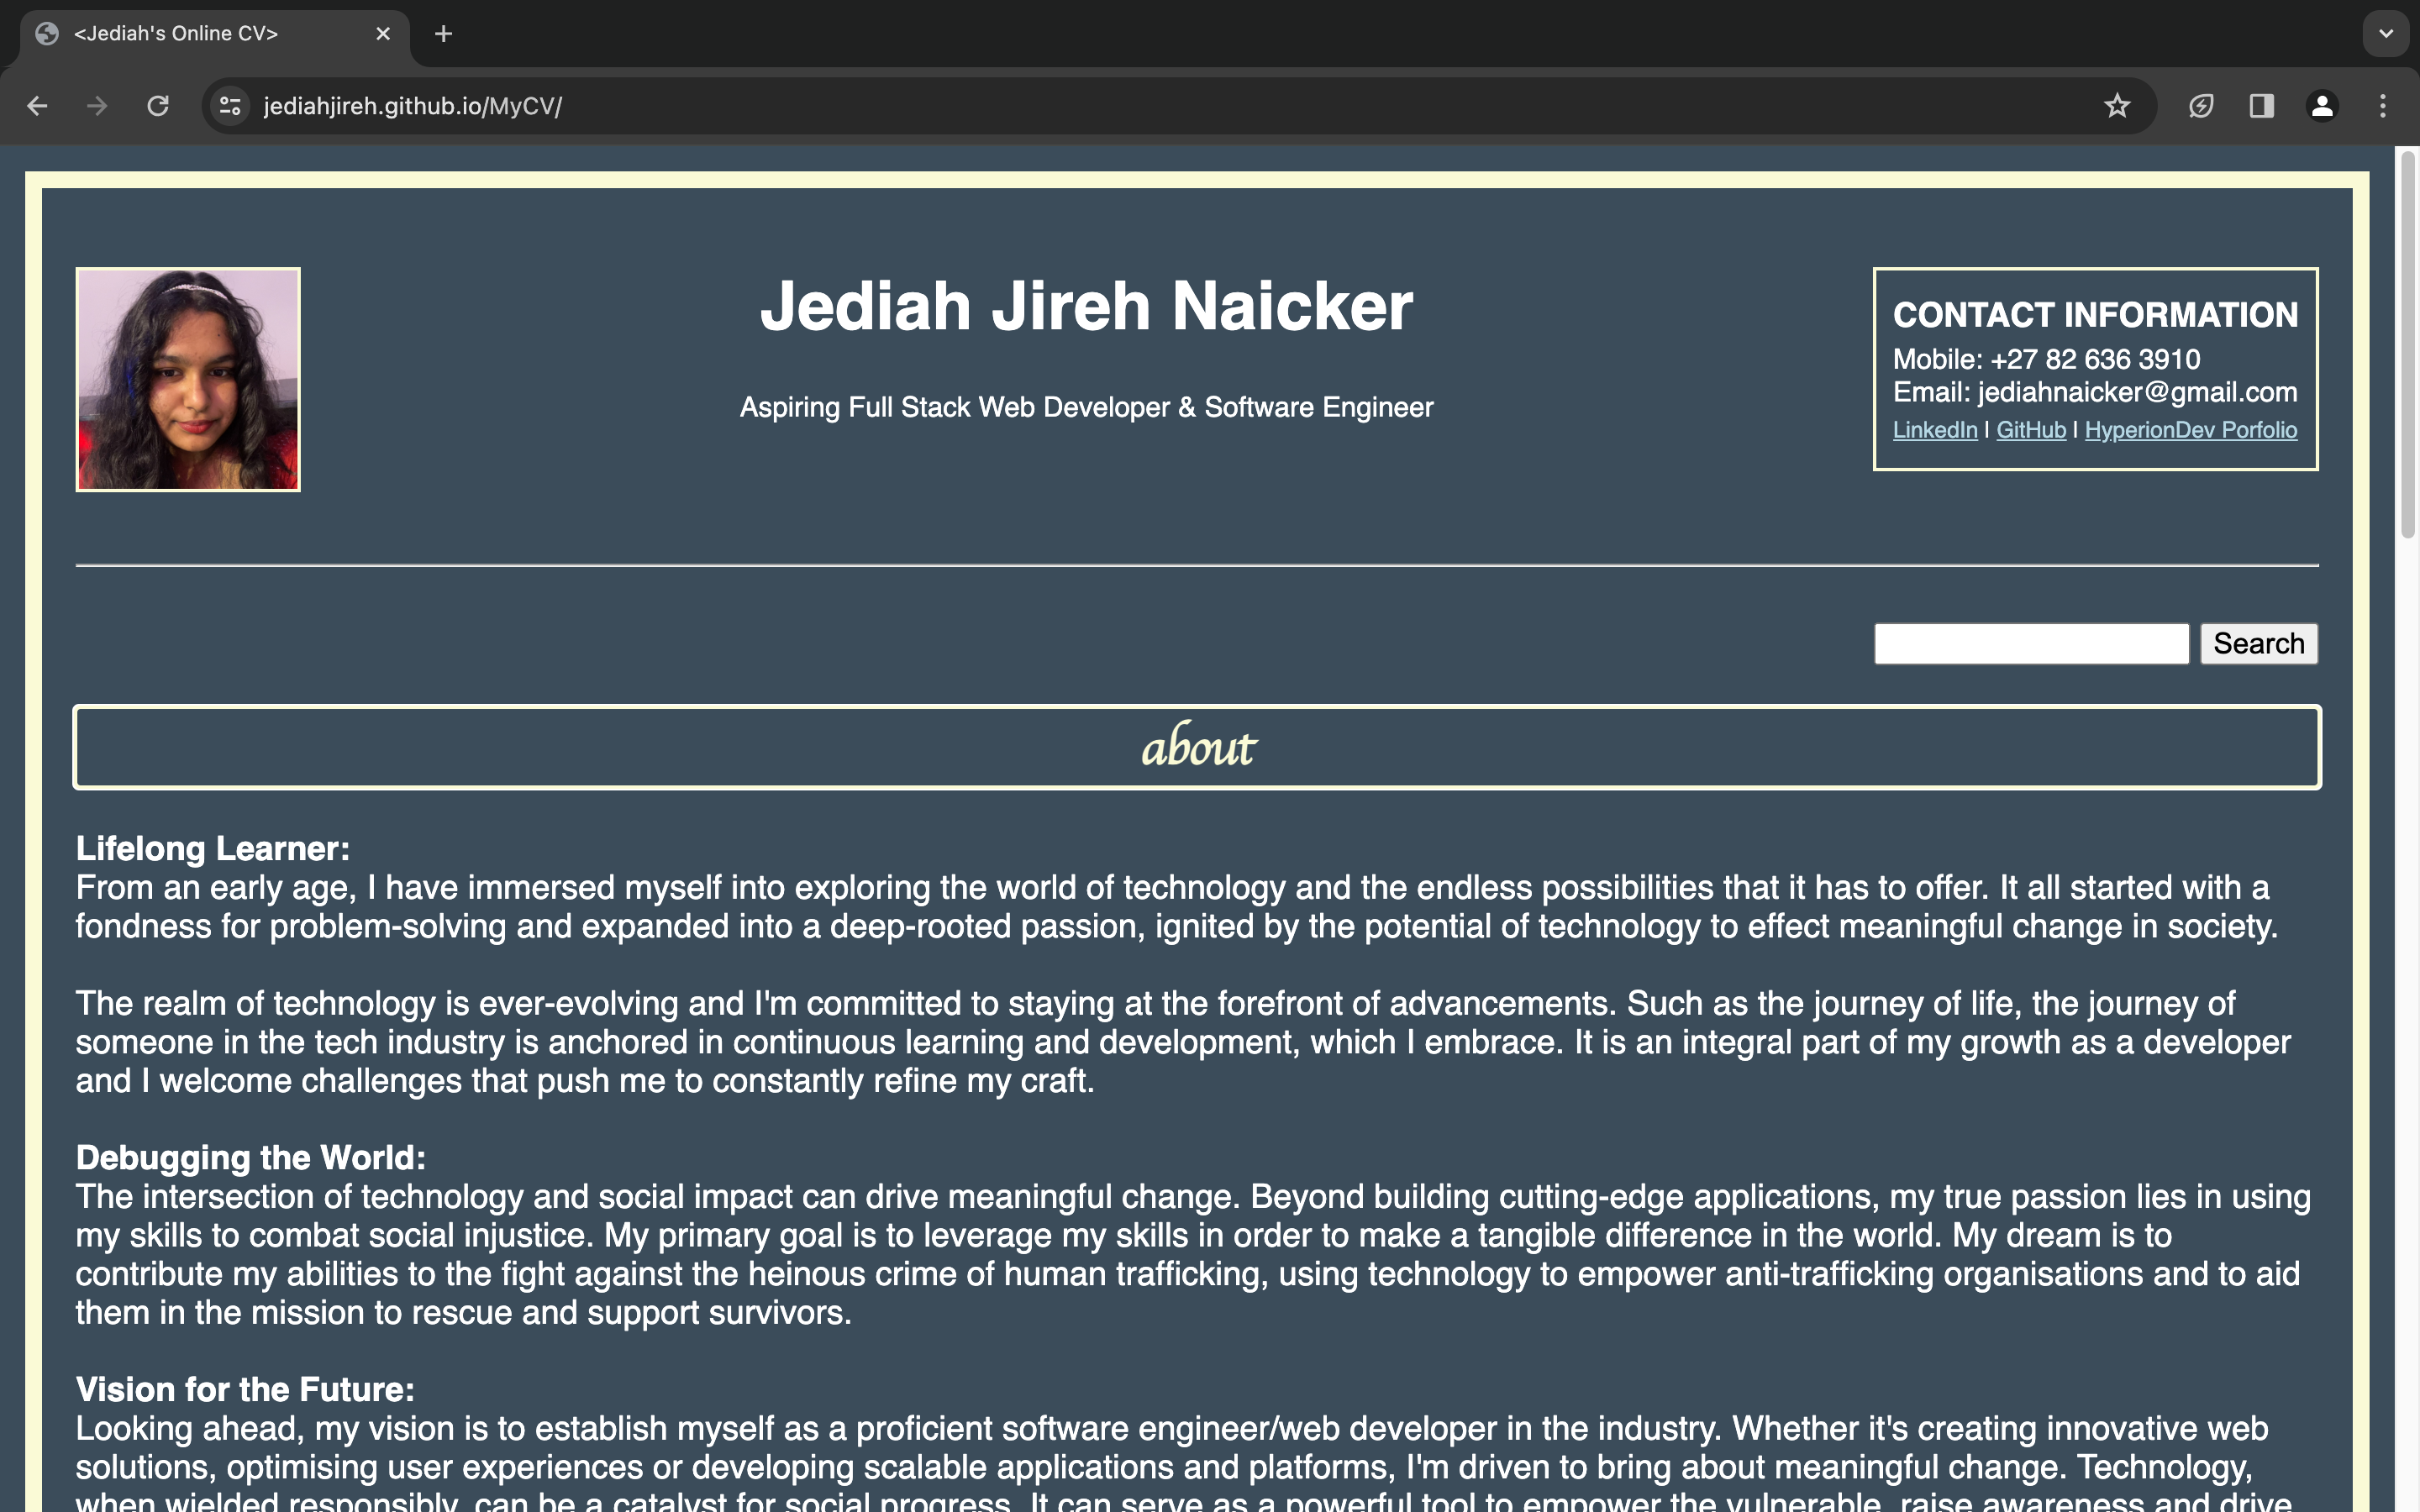 <Jediah's Online CV>
jediahjireh.github.io/MyCV/
Jediah Jireh Naicker
Aspiring Full Stack Web Developer & Software Engineer
CONTACT INFORMATION
Mobile: +27 82 636 3910
Email: jediahnaicker@gmail.com
LinkedIn | GitHub | HyperionDev Porfolio
Search
about
Lifelong Learner:
From an early age, I have immersed myself into exploring the world of technology and the endless possibilities that it has to offer. It all started with a
fondness for problem-solving and expanded into a deep-rooted passion, ignited by the potential of technology to effect meaningful change in society.
The realm of technology is ever-evolving and I'm committed to staying at the forefront of advancements. Such as the journey of life, the journey of
someone in the tech industry is anchored in continuous learning and development, which I embrace. It is an integral part of my growth as a developer
and I welcome challenges that push me to constantly refine my craft.
Debugging the World:
The intersection of technology and social impact can drive meaningful change. Beyond building cutting-edge applications, my true passion lies in using
my skills to combat social injustice. My primary goal is to leverage my skills in order to make a tangible difference in the world. My dream is to
contribute my abilities to the fight against the heinous crime of human trafficking, using technology to empower anti-trafficking organisations and to aid
them in the mission to rescue and support survivors.
Vision for the Future:
Looking ahead, my vision is to establish myself as a proficient software engineer/web developer in the industry. Whether it's creating innovative web
solutions, optimising user experiences or developing scalable applications and platforms, I'm driven to bring about meaningful change. Technology,
when wielded responsibly, can be a catalyst for social progress. It can serve as a powerful tool to empower the vulnerable, raise awareness and drive